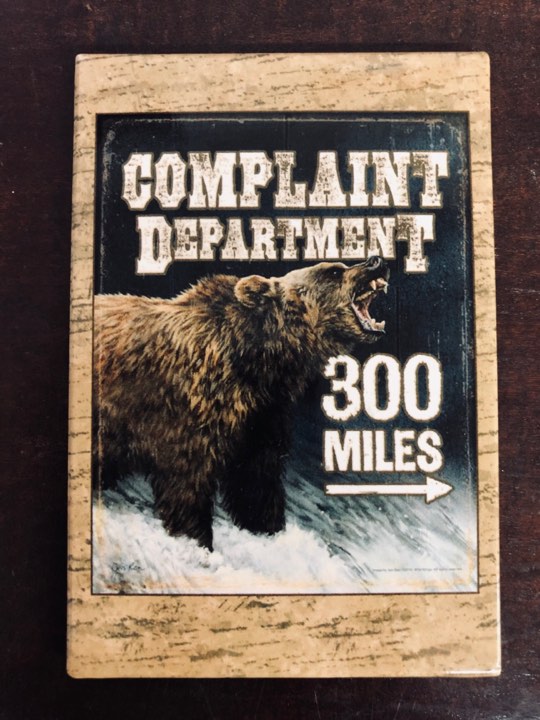 COMPLAINT
DEPARTMENT
300
MILES